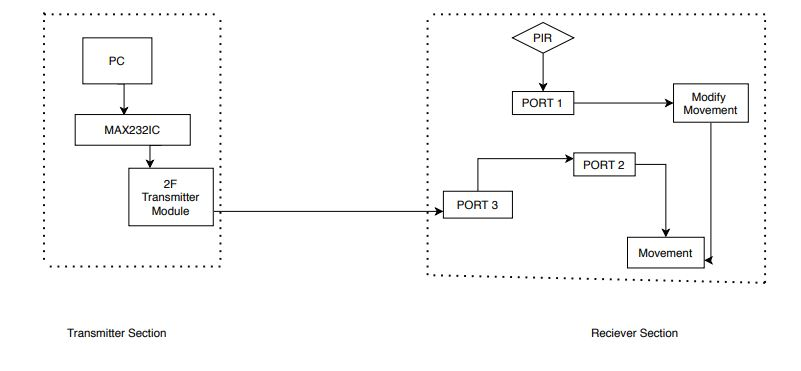 PC
MAX232IC
2F
Transmitter
Module
PIR
PORT 1
Modify
Movement
PORT 2
PORT 3
Movement
Transmitter Section
Reciever Section